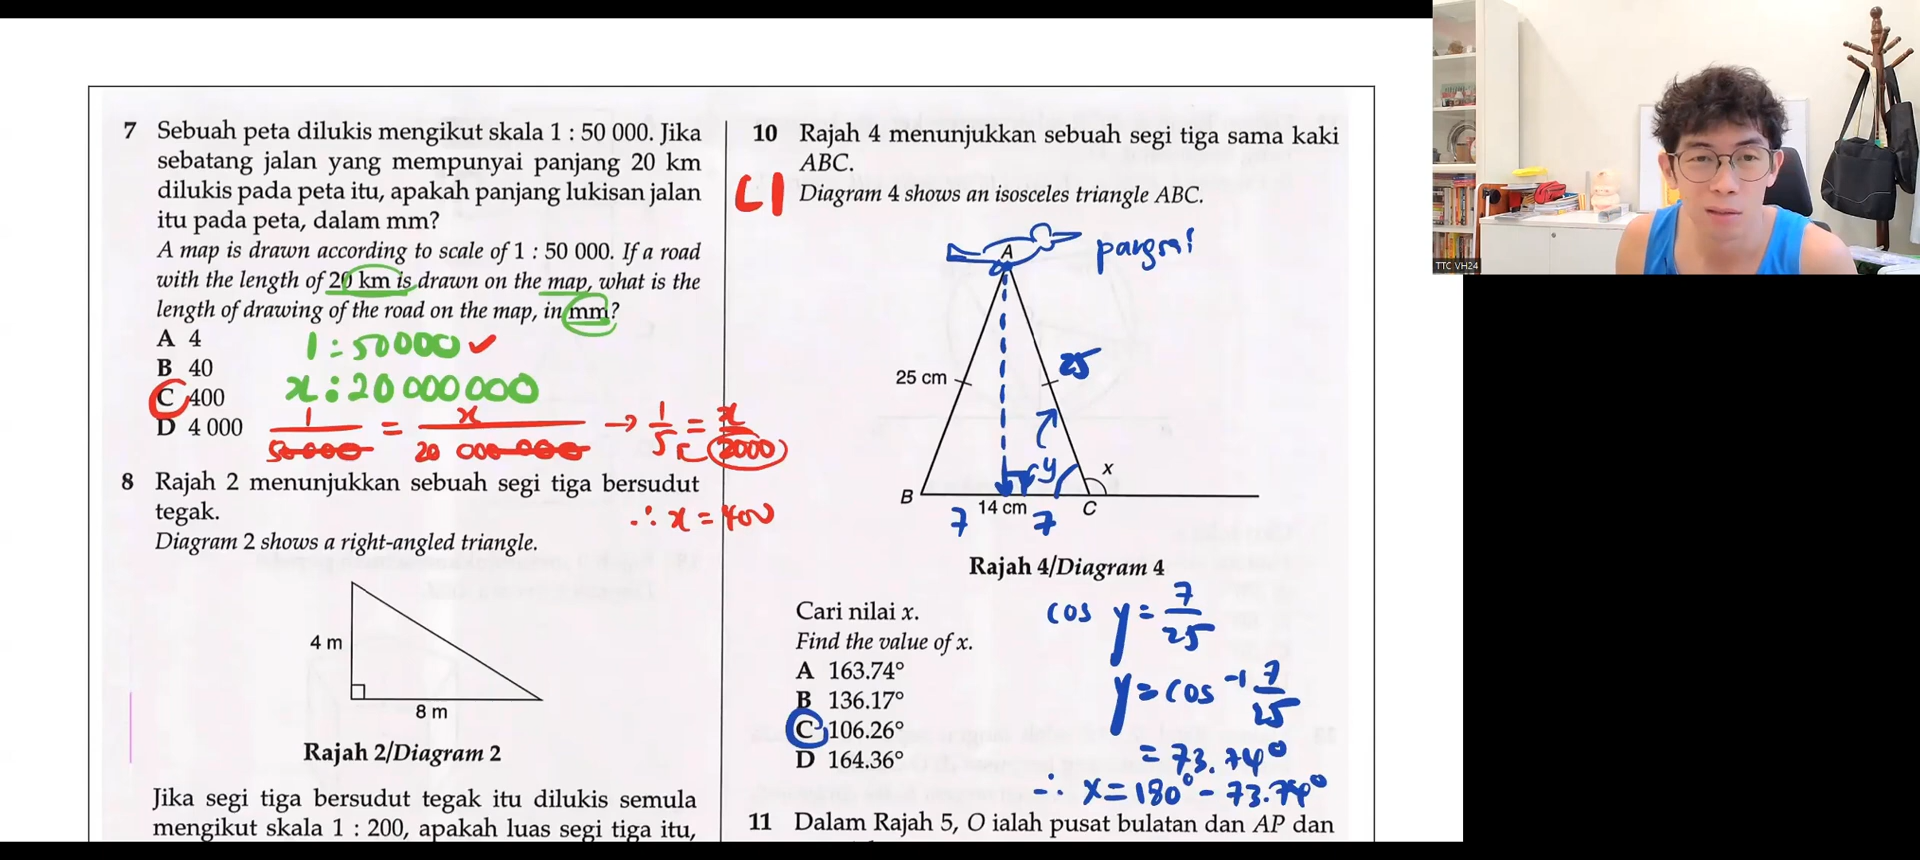 7 Sebuah peta dilukis mengikut skala 1 : 50 000. Jika
sebatang jalan yang mempunyai panjang 20 km
dilukis pada peta itu, apakah panjang lukisan jalan
itu pada peta, dalam mm?
A map is drawn according to scale of 1 : 50 000. If a road
with the length of 20 km is drawn on the map, what is the
length of drawing of the road on the map, in mm?
A 4
B 40
C 400
D 4 000
1 : 50000 ✓
x : 20 000 000
1/50000 = x/20 000 000 → 1/5 = x/2000
∴ x = 400
8 Rajah 2 menunjukkan sebuah segi tiga bersudut
tegak.
Diagram 2 shows a right-angled triangle.
4 m
8 m
Rajah 2/Diagram 2
Jika segi tiga bersudut tegak itu dilukis semula
mengikut skala 1 : 200, apakah luas segi tiga itu,
10 Rajah 4 menunjukkan sebuah segi tiga sama kaki
ABC.
Diagram 4 shows an isosceles triangle ABC.
A
25 cm
25
y
x
B
14 cm
C
7
7
Rajah 4/Diagram 4
Cari nilai x.
Find the value of x.
A 163.74°
B 136.17°
C 106.26°
D 164.36°
cos y = 7/25
y = cos⁻¹ 7/25
= 73.74°
∴ x = 180° - 73.74°
11 Dalam Rajah 5, O ialah pusat bulatan dan AP dan
TTC VH24